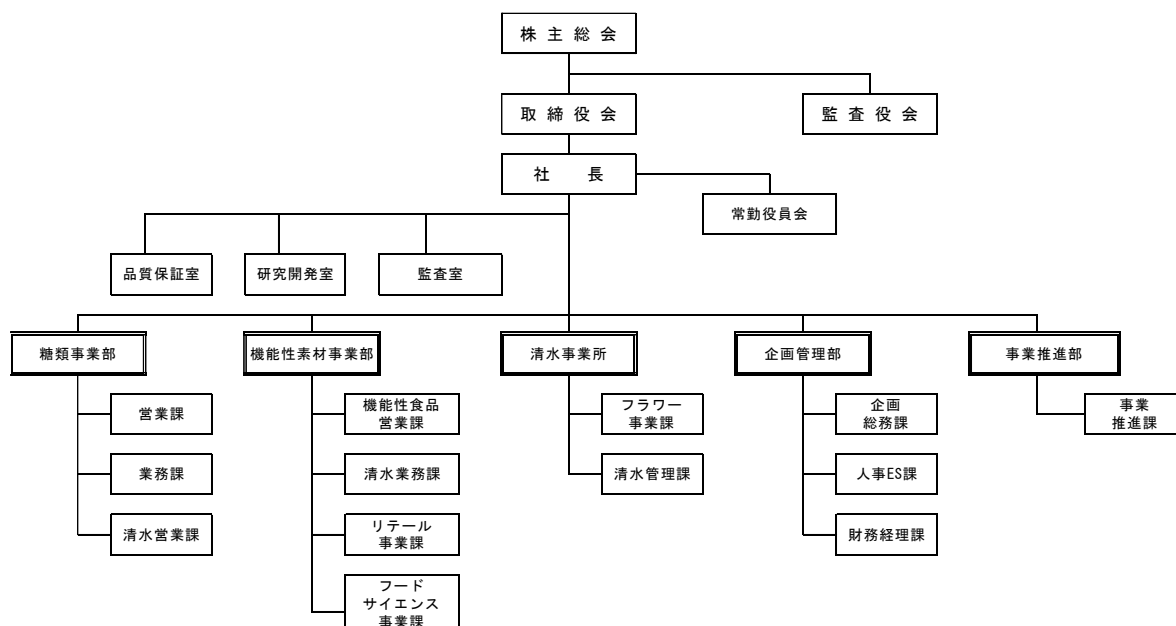 株主総会
取締役会
監査役会
社　長
常勤役員会
品質保証室
研究開発室
監査室
糖類事業部
機能性素材事業部
清水事業所
企画管理部
事業推進部
営業課
機能性食品
営業課
フラワー
事業課
企画
総務課
事業
推進課
業務課
清水業務課
清水管理課
人事ES課
清水営業課
リテール
事業課
財務経理課
フード
サイエンス
事業課